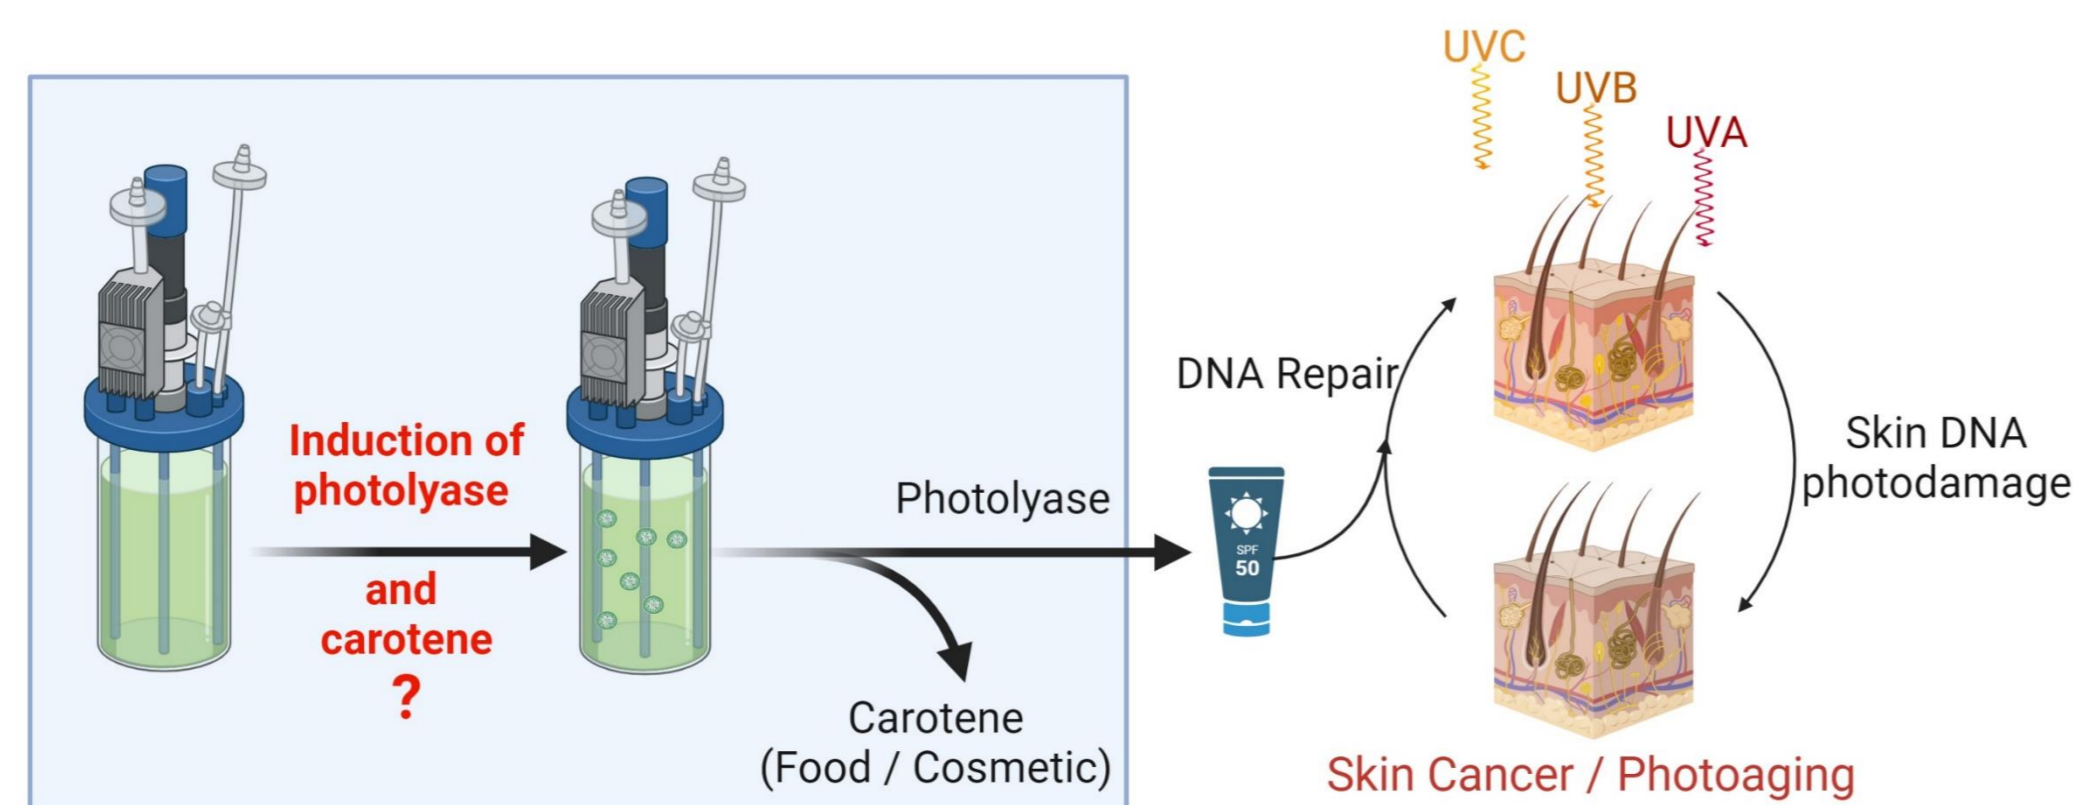 Induction of
photolyase
and
carotene
?
Photolyase
Carotene
(Food / Cosmetic)
SPF
50
DNA Repair
UVC
UVB
UVA
Skin DNA
photodamage
Skin Cancer / Photoaging